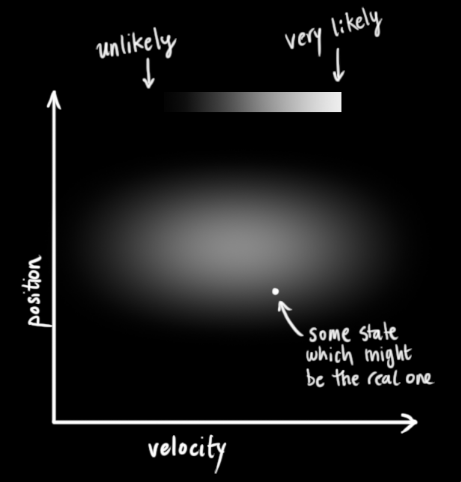 unlikely
very likely
position
some state
which might
be the real one
velocity